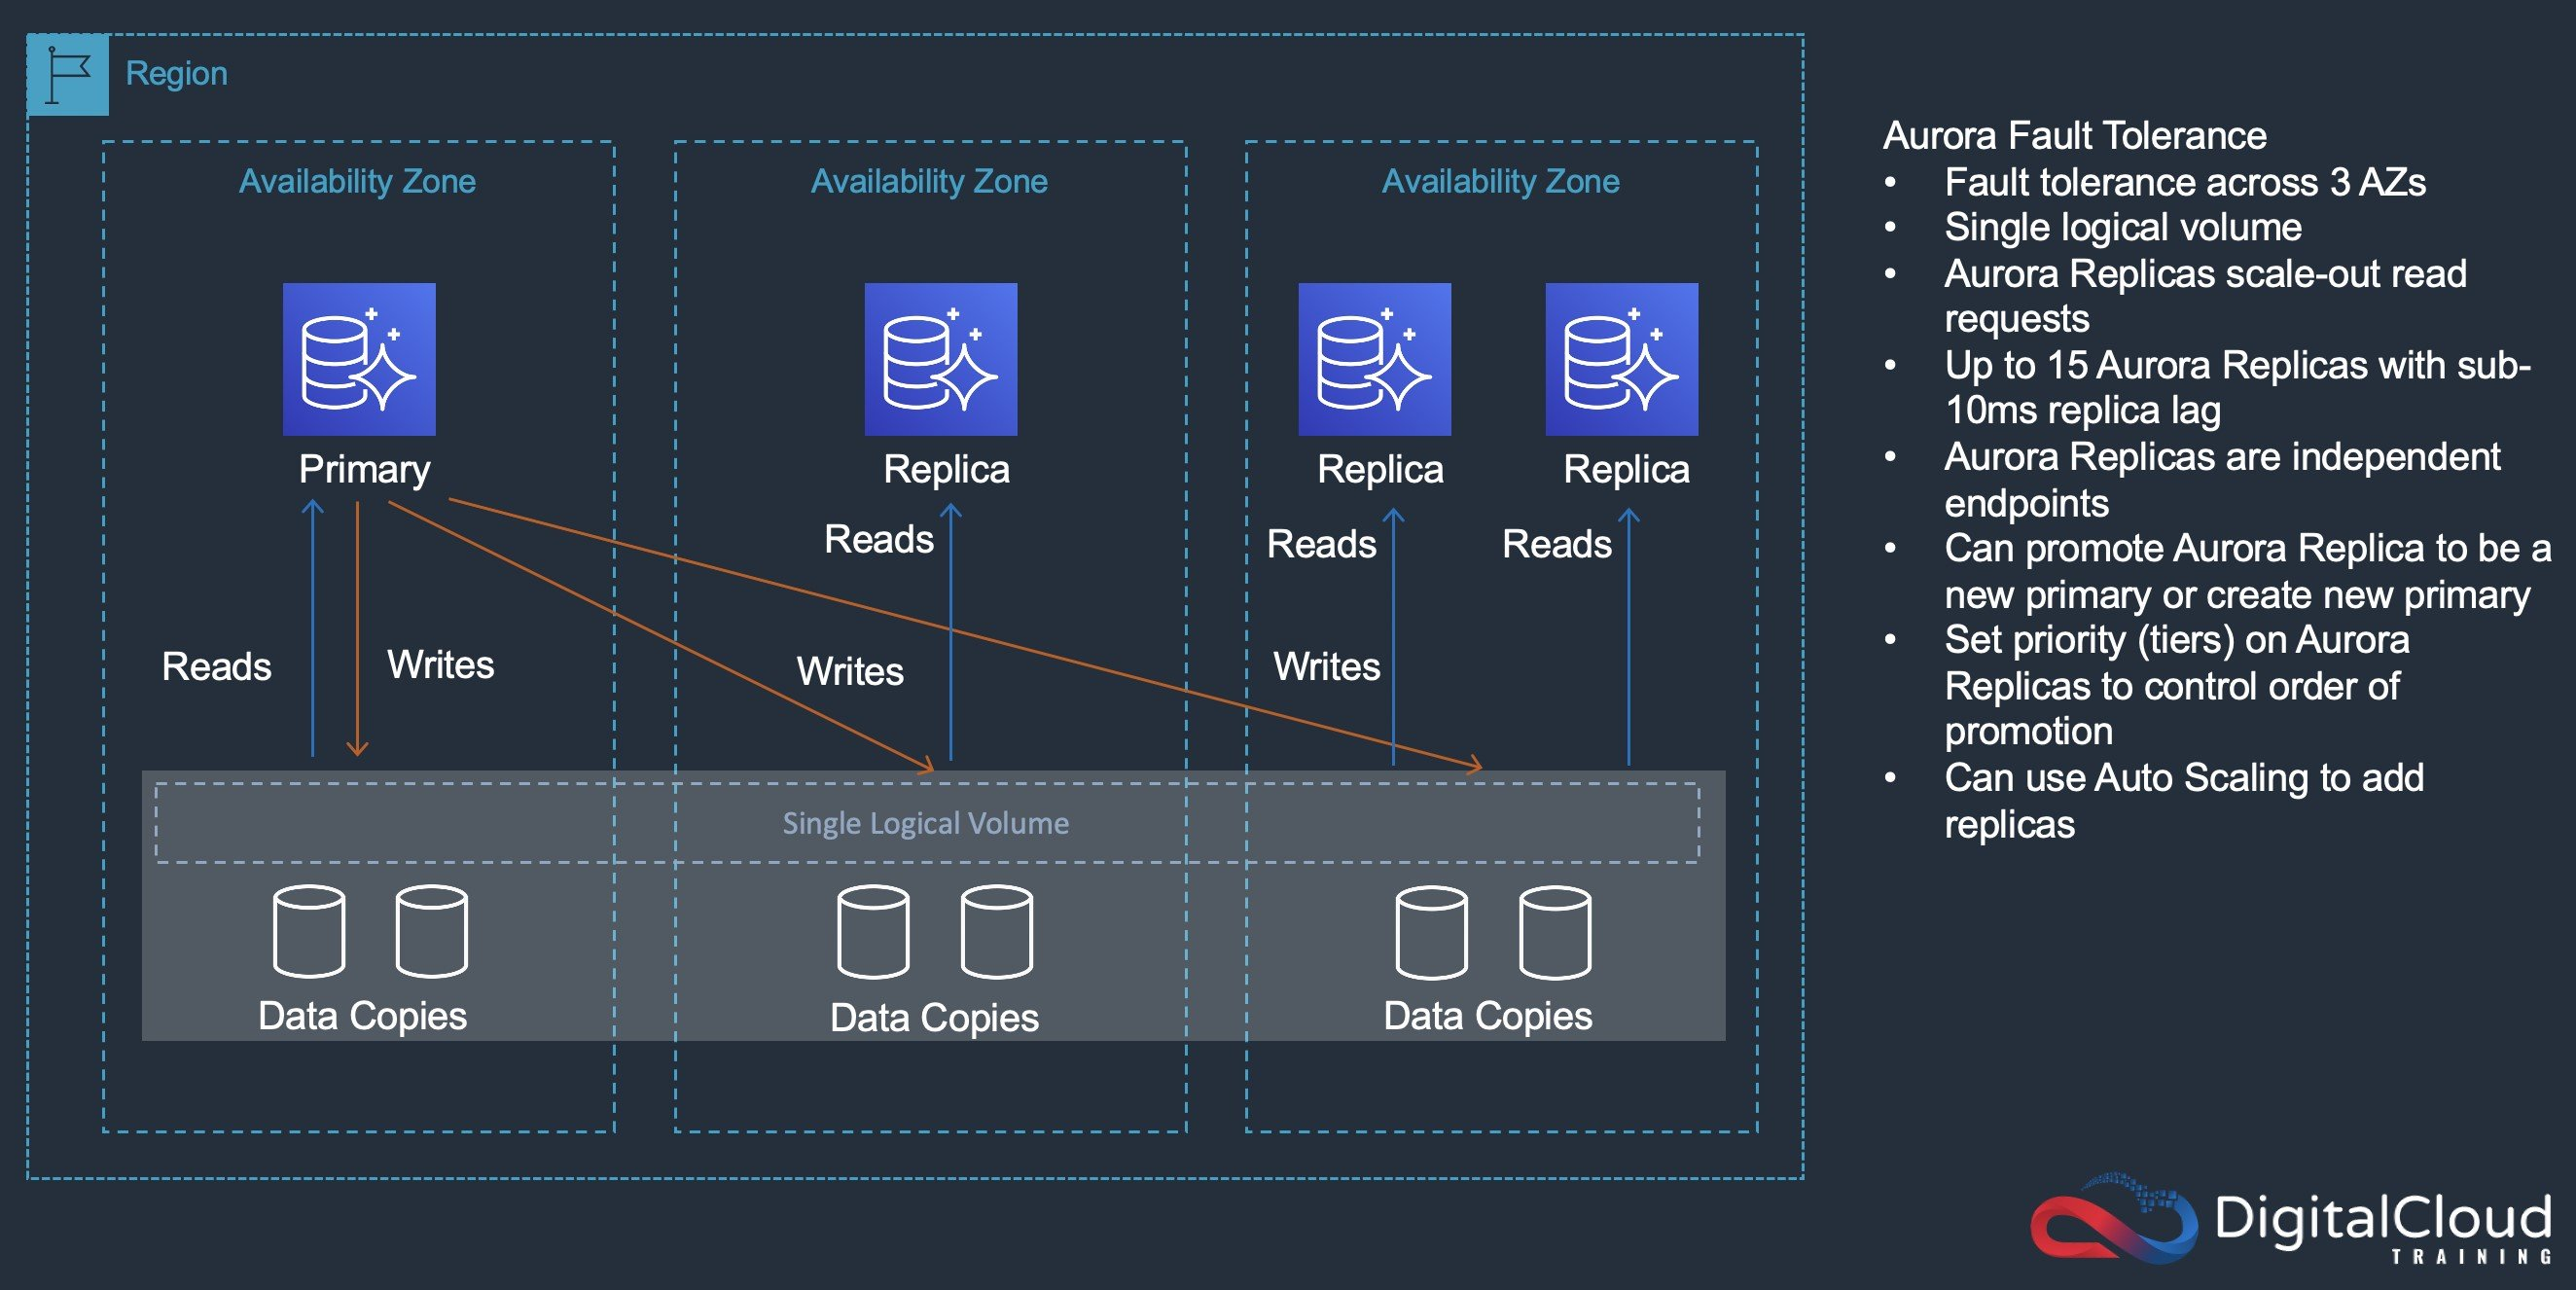 Region
Availability Zone
Availability Zone
Availability Zone
Primary
Replica
Replica
Replica
Reads
Reads
Reads
Reads
Writes
Writes
Writes
Single Logical Volume
Data Copies
Data Copies
Data Copies
Aurora Fault Tolerance
• Fault tolerance across 3 AZs
• Single logical volume
• Aurora Replicas scale-out read
requests
• Up to 15 Aurora Replicas with sub-
10ms replica lag
• Aurora Replicas are independent
endpoints
• Can promote Aurora Replica to be a
new primary or create new primary
• Set priority (tiers) on Aurora
Replicas to control order of
promotion
• Can use Auto Scaling to add
replicas
DigitalCloud
TRAINING